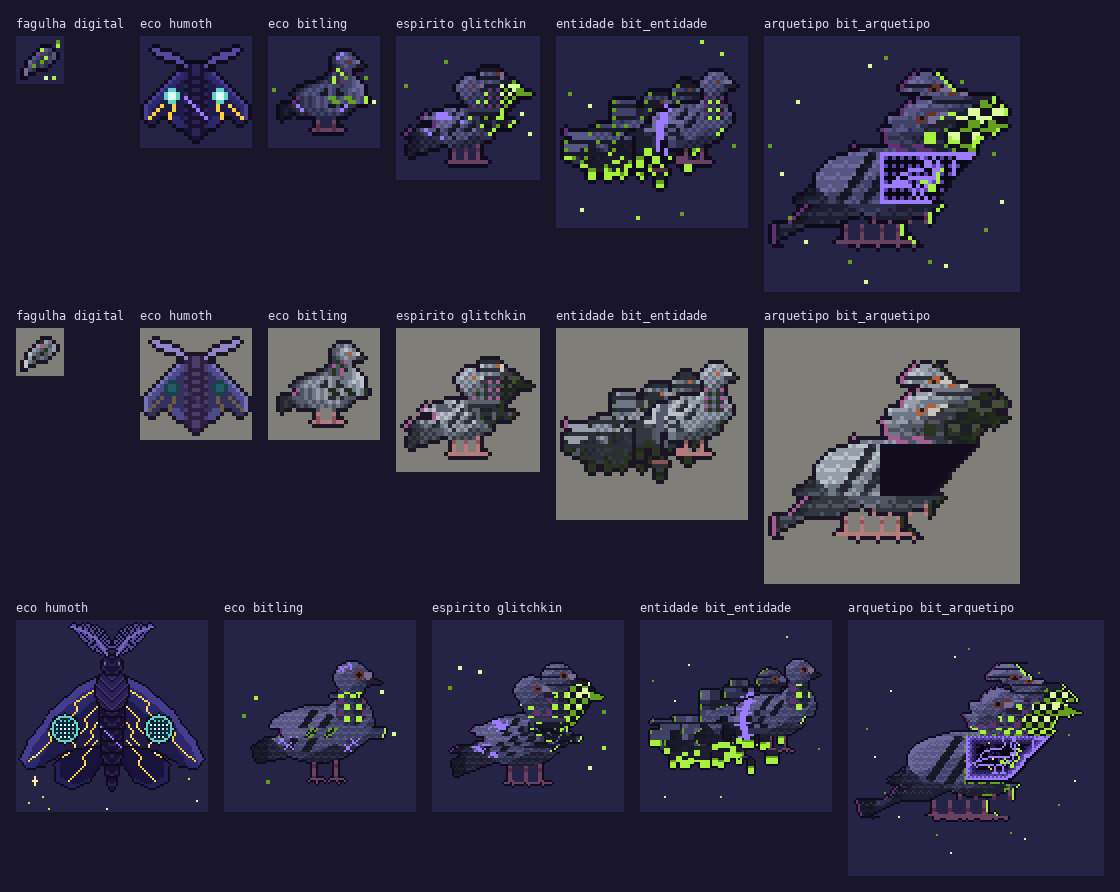 fagulha digital
eco humoth
eco bitling
espirito glitchkin
entidade bit_entidade
arquetipo bit_arquetipo
fagulha digital
eco humoth
eco bitling
espirito glitchkin
entidade bit_entidade
arquetipo bit_arquetipo
eco humoth
eco bitling
espirito glitchkin
entidade bit_entidade
arquetipo bit_arquetipo